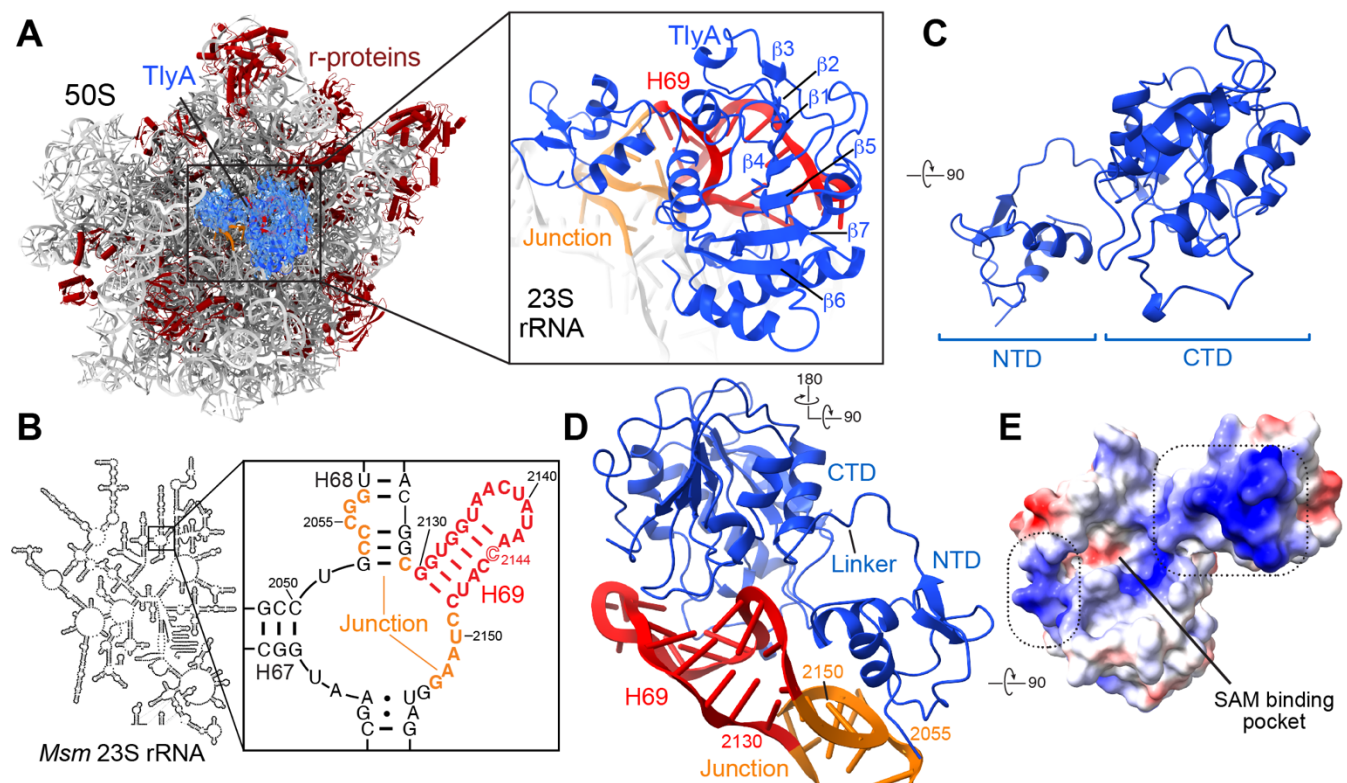 A
TlyA
r-proteins
50S
TlyA
β3
β2
β1
H69
β4
β5
Junction
β7
β6
23S
rRNA
C
90
NTD
CTD
B
H68
U
A
G
C
2055
C
G
2130
C
G
C
G
C
G
U
G
G
U
A
A
C
U
2140
A
U
A
A
C
2144
C
A
U
C
H69
C
U
2150
A
A
G
Junction
2050
U
G
G C C
C G G
H67
U
A
A
G
C
U
G
A
G
Msm 23S rRNA
180
90
D
CTD
Linker
NTD
H69
2130
2150
2055
Junction
E
90
SAM binding
pocket